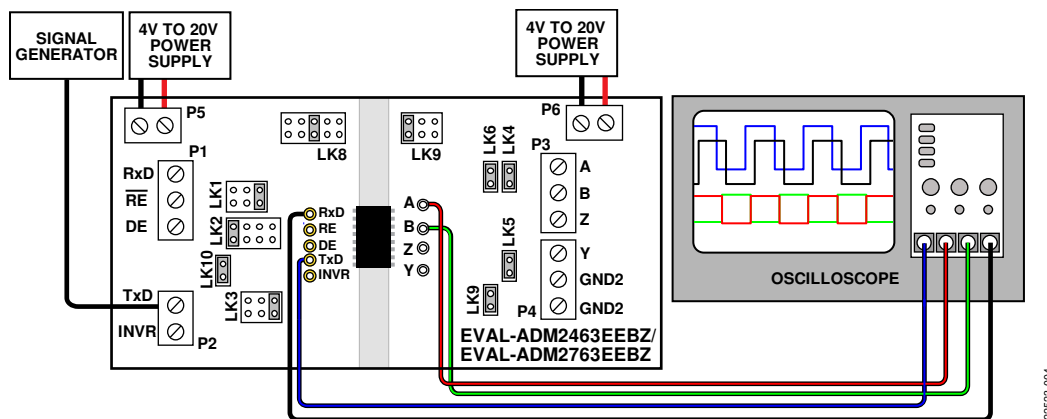 SIGNAL
GENERATOR
4V TO 20V
POWER
SUPPLY
4V TO 20V
POWER
SUPPLY
P5
P6
P1
RxD
RE
DE
LK8
LK9
LK6
LK4
P3
A
B
Z
LK1
LK2
LK10
LK3
RxD
RE
DE
TxD
INVR
A
B
Z
Y
LK5
LK9
Y
GND2
GND2
P4
TxD
INVR
P2
EVAL-ADM2463EEBZ/
EVAL-ADM2763EEBZ
OSCILLOSCOPE